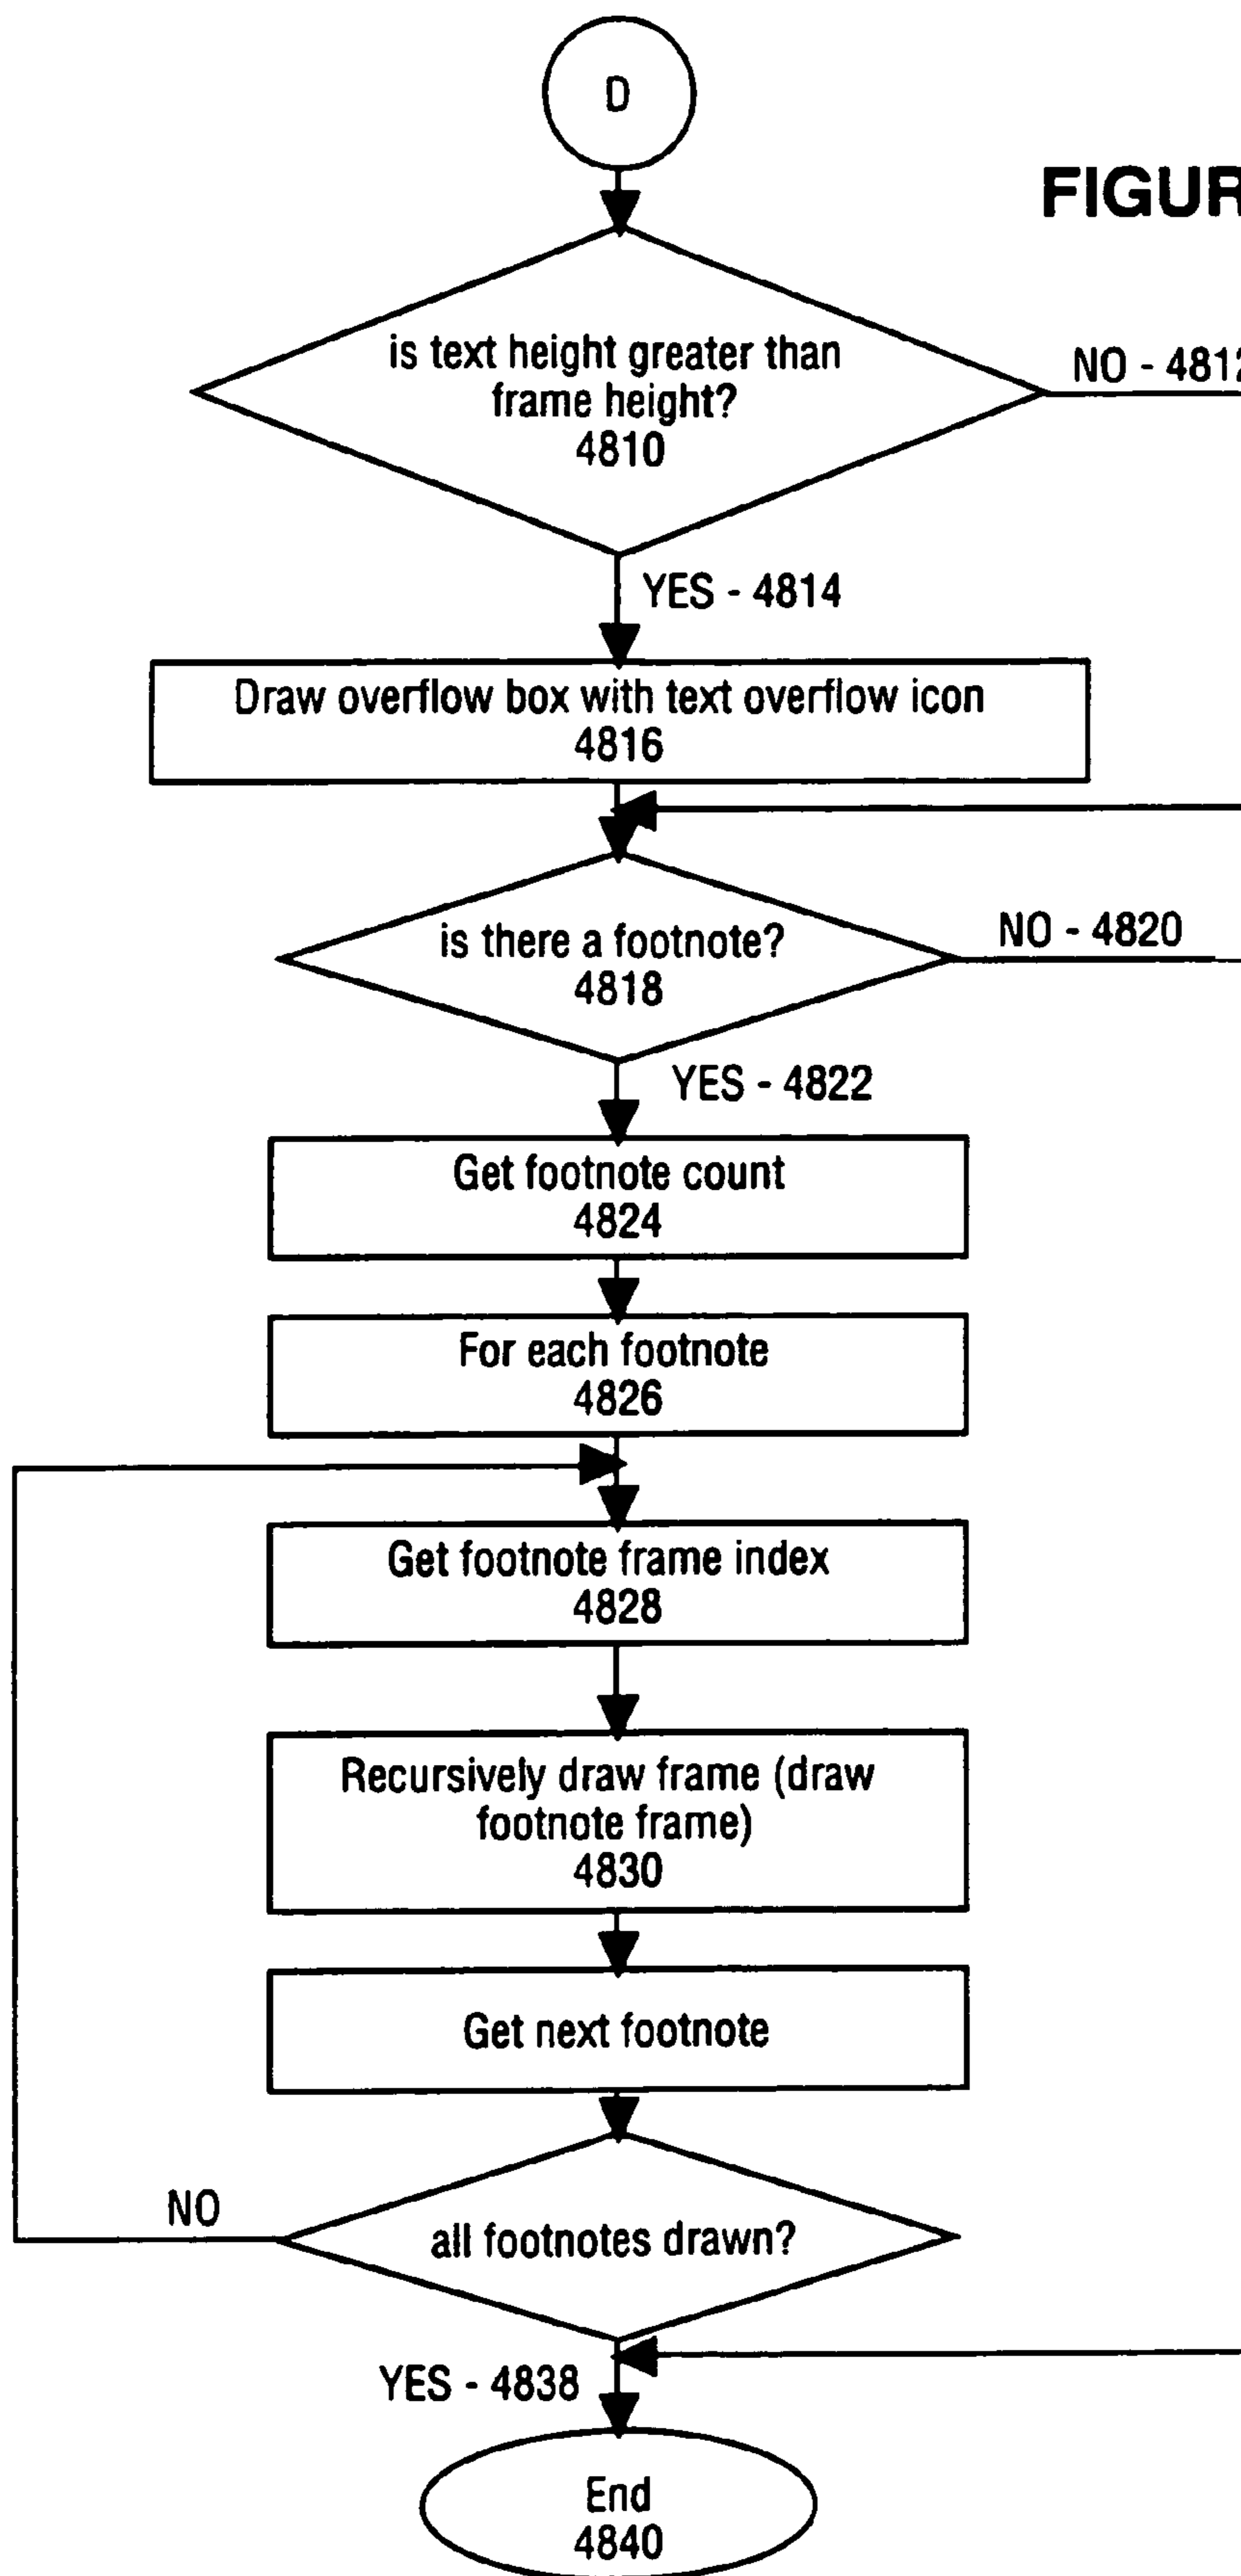 D
FIGUR
is text height greater than
frame height?
4810
NO - 4812
YES - 4814
Draw overflow box with text overflow icon
4816
is there a footnote?
4818
NO - 4820
YES - 4822
Get footnote count
4824
For each footnote
4826
Get footnote frame index
4828
Recursively draw frame (draw
footnote frame)
4830
Get next footnote
NO
all footnotes drawn?
YES - 4838
End
4840